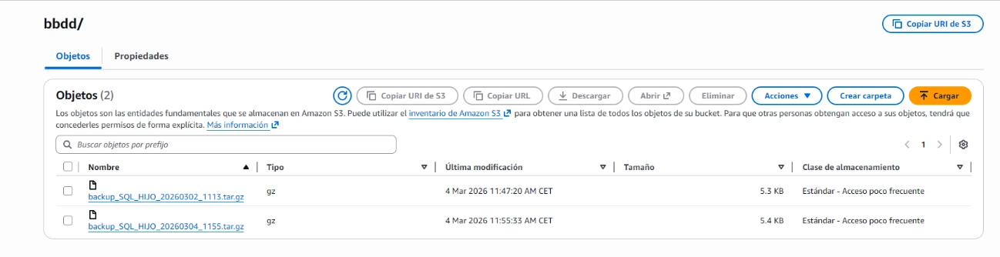 bbdd/
Copiar URI de S3
Objetos
Propiedades
Objetos (2)
Copiar URI de S3
Copiar URL
Descargar
Abrir
Eliminar
Acciones
Crear carpeta
Cargar
Los objetos son las entidades fundamentales que se almacenan en Amazon S3. Puede utilizar el inventario de Amazon S3 para obtener una lista de todos los objetos de su bucket. Para que otras personas obtengan acceso a sus objetos, tendrá que
concederles permisos de forma explícita. Más información
Buscar objetos por prefijo
1
Nombre
Tipo
Última modificación
Tamaño
Clase de almacenamiento
backup_SQL_HIJO_20260302_1113.tar.gz
gz
4 Mar 2026 11:47:20 AM CET
5.3 KB
Estándar - Acceso poco frecuente
backup_SQL_HIJO_20260304_1155.tar.gz
gz
4 Mar 2026 11:55:33 AM CET
5.4 KB
Estándar - Acceso poco frecuente